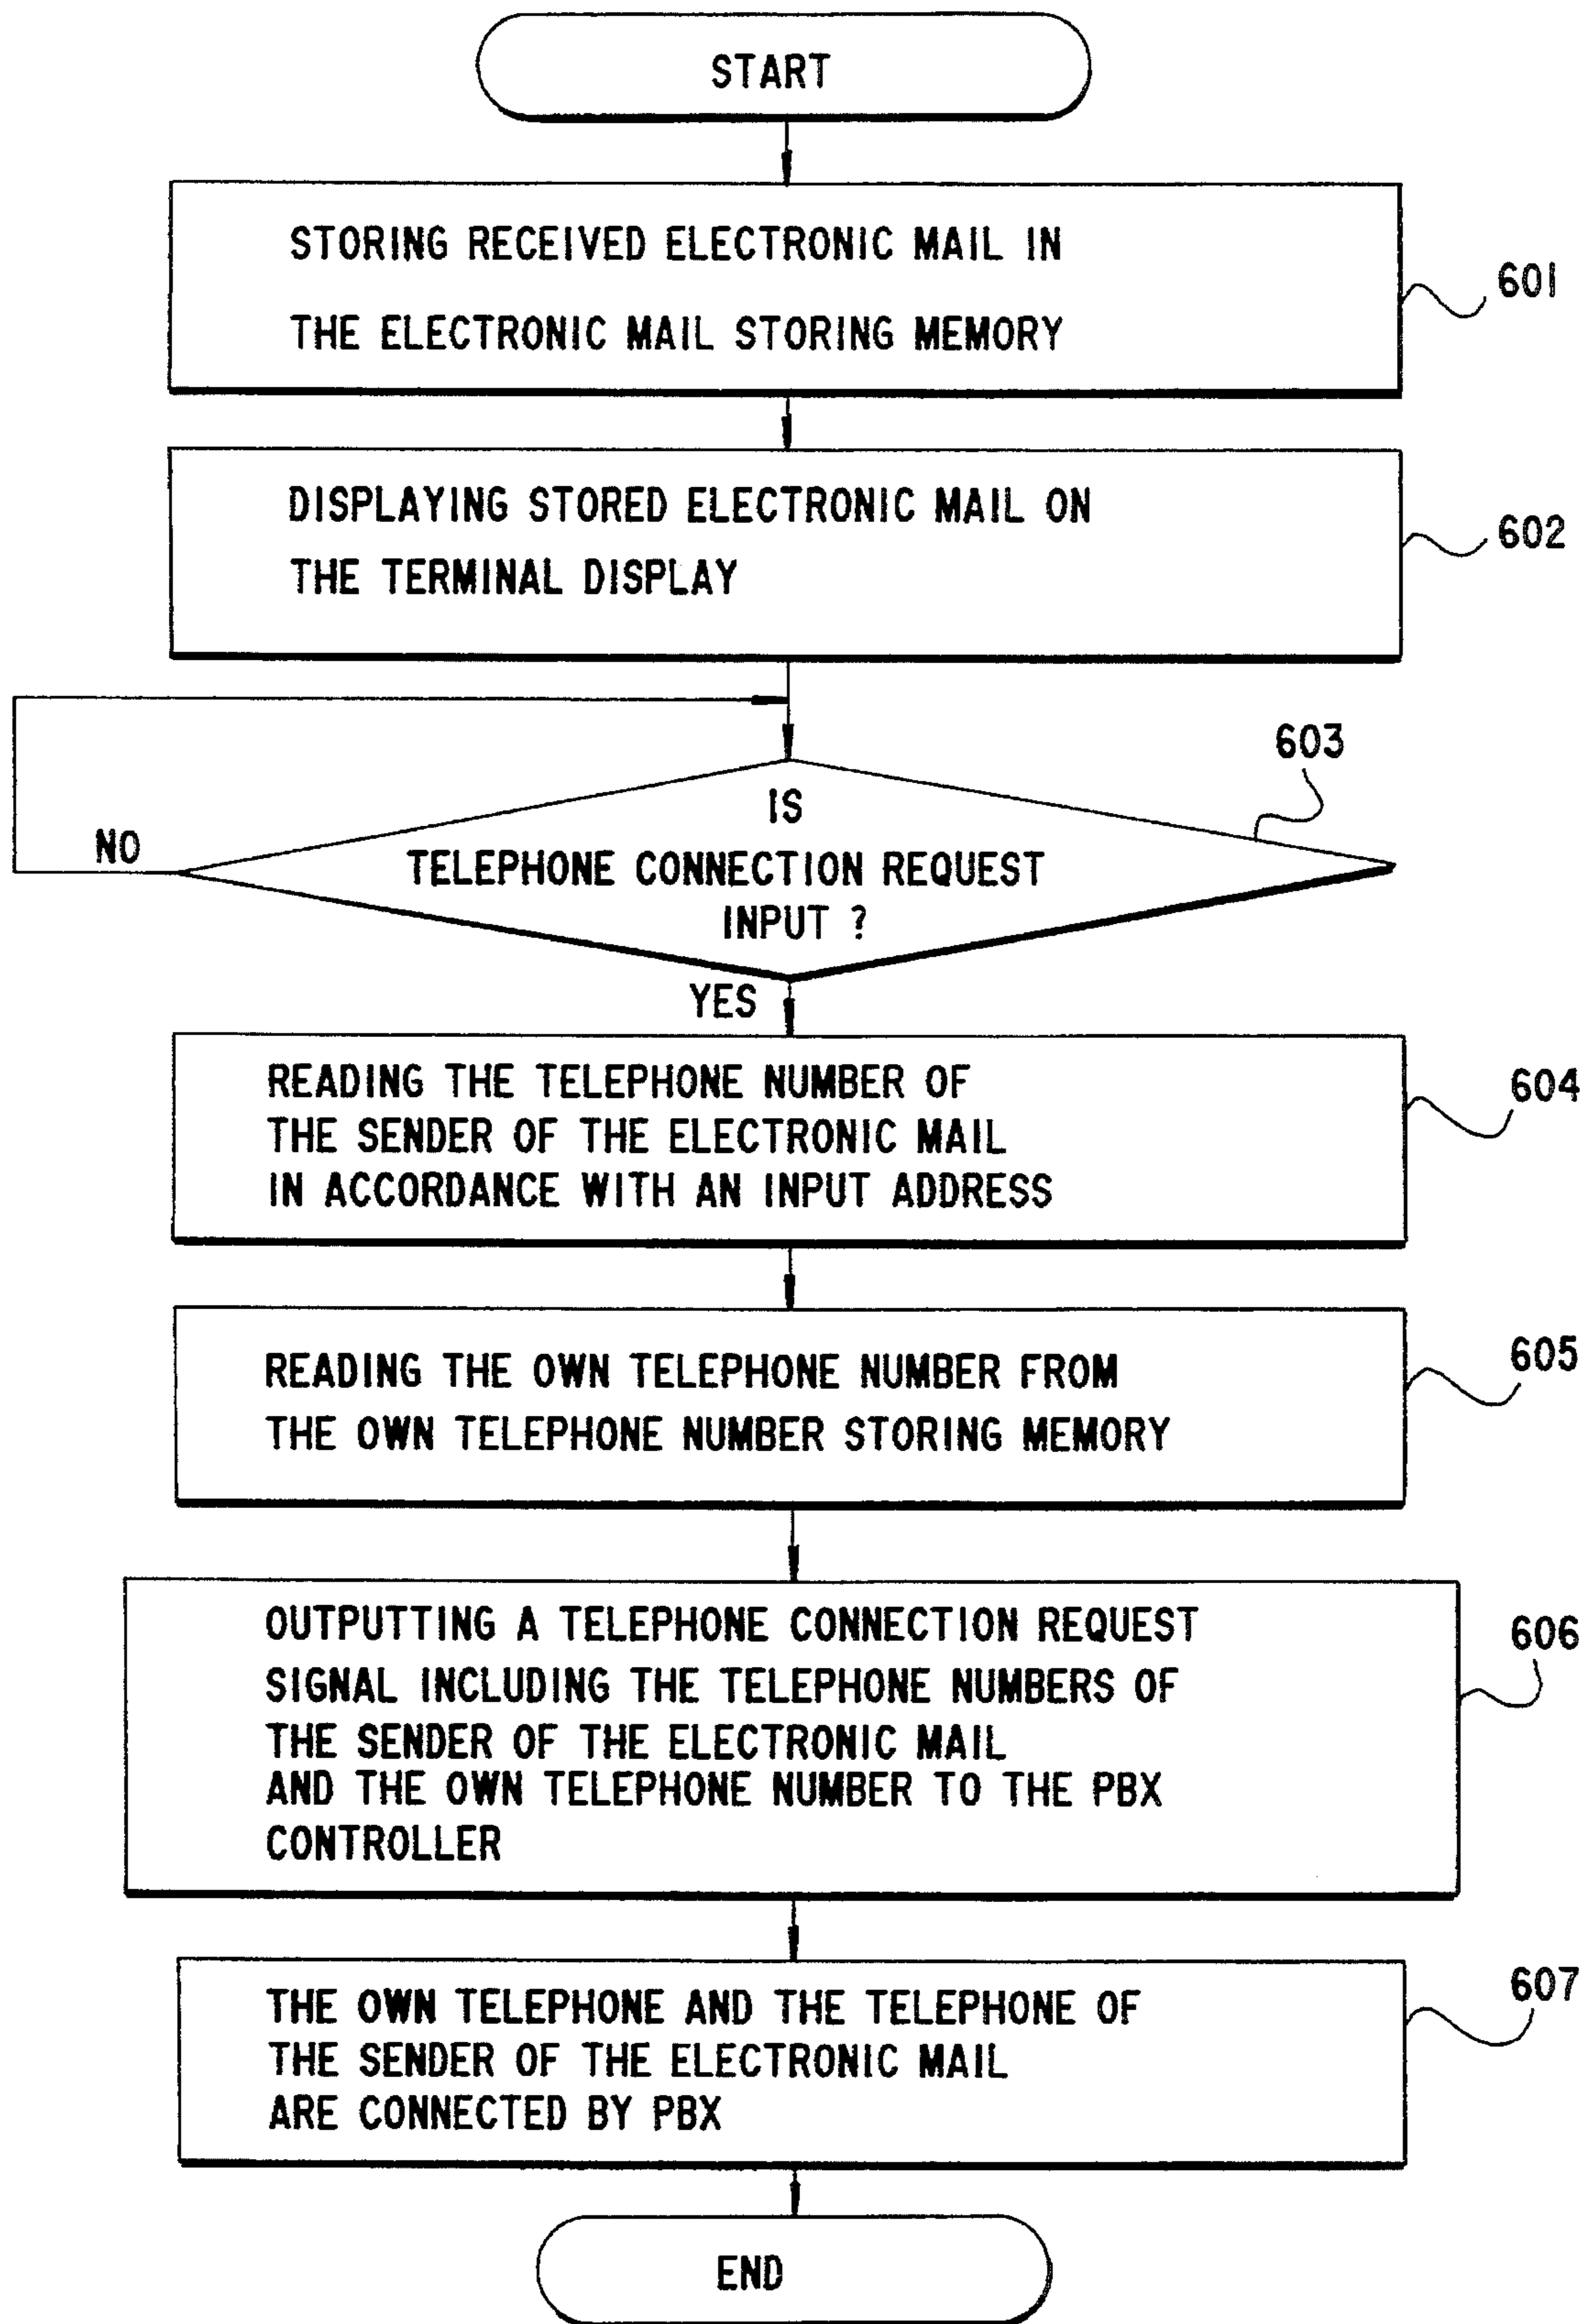 START
STORING RECEIVED ELECTRONIC MAIL IN
THE ELECTRONIC MAIL STORING MEMORY
601
DISPLAYING STORED ELECTRONIC MAIL ON
THE TERMINAL DISPLAY
602
603
IS
TELEPHONE CONNECTION REQUEST
INPUT ?
NO
YES
READING THE TELEPHONE NUMBER OF
THE SENDER OF THE ELECTRONIC MAIL
IN ACCORDANCE WITH AN INPUT ADDRESS
604
READING THE OWN TELEPHONE NUMBER FROM
THE OWN TELEPHONE NUMBER STORING MEMORY
605
OUTPUTTING A TELEPHONE CONNECTION REQUEST
SIGNAL INCLUDING THE TELEPHONE NUMBERS OF
THE SENDER OF THE ELECTRONIC MAIL
AND THE OWN TELEPHONE NUMBER TO THE PBX
CONTROLLER
606
THE OWN TELEPHONE AND THE TELEPHONE OF
THE SENDER OF THE ELECTRONIC MAIL
ARE CONNECTED BY PBX
607
END